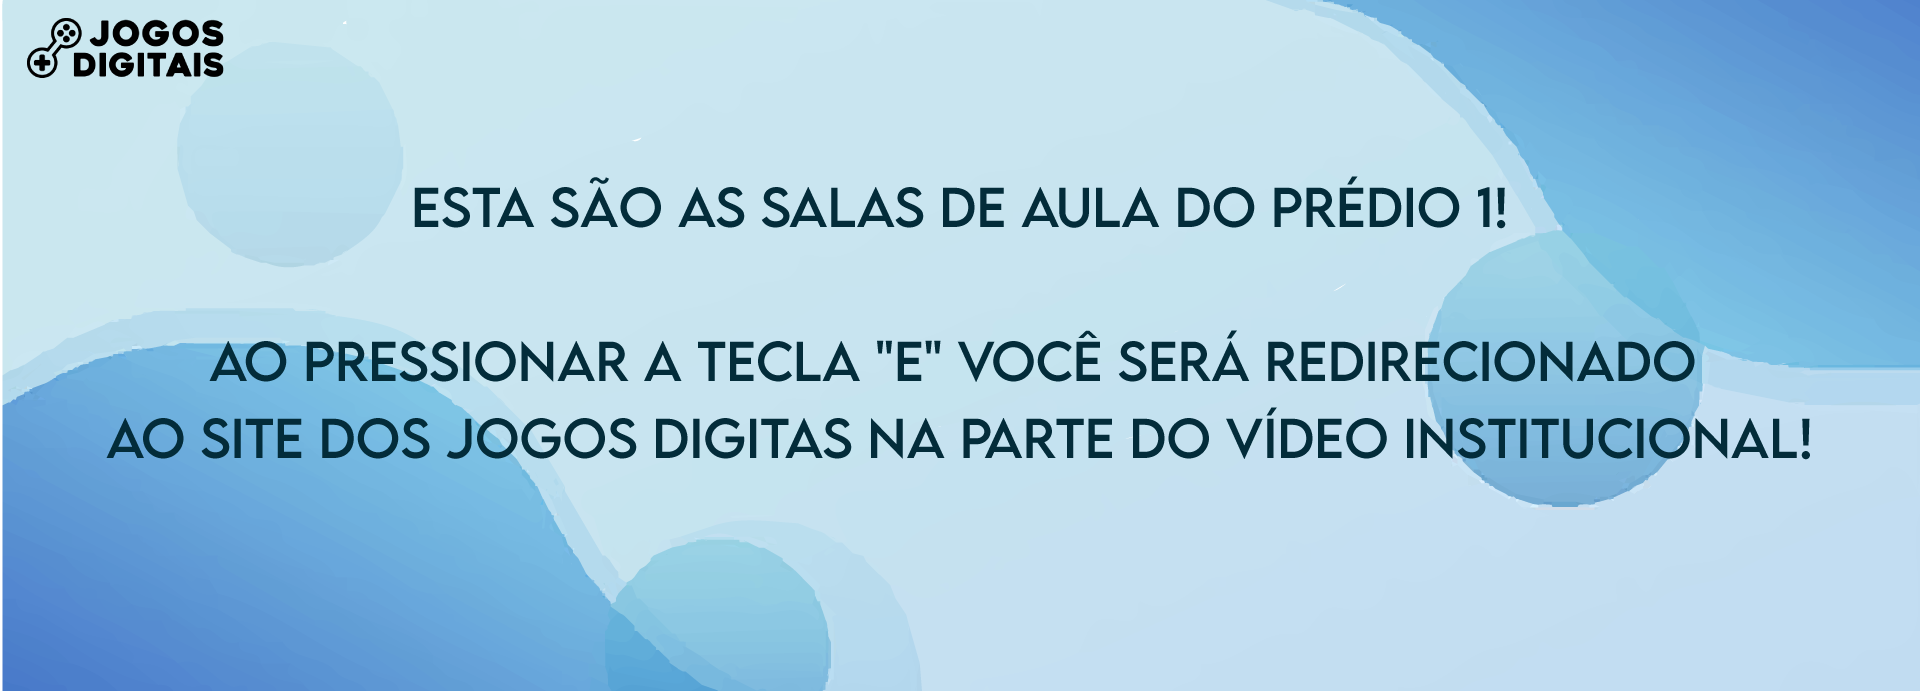 JOGOS
DIGITAIS
ESTA SÃO AS SALAS DE AULA DO PRÉDIO 1!
AO PRESSIONAR A TECLA "E" VOCÊ SERÁ REDIRECIONADO
AO SITE DOS JOGOS DIGITAS NA PARTE DO VÍDEO INSTITUCIONAL!